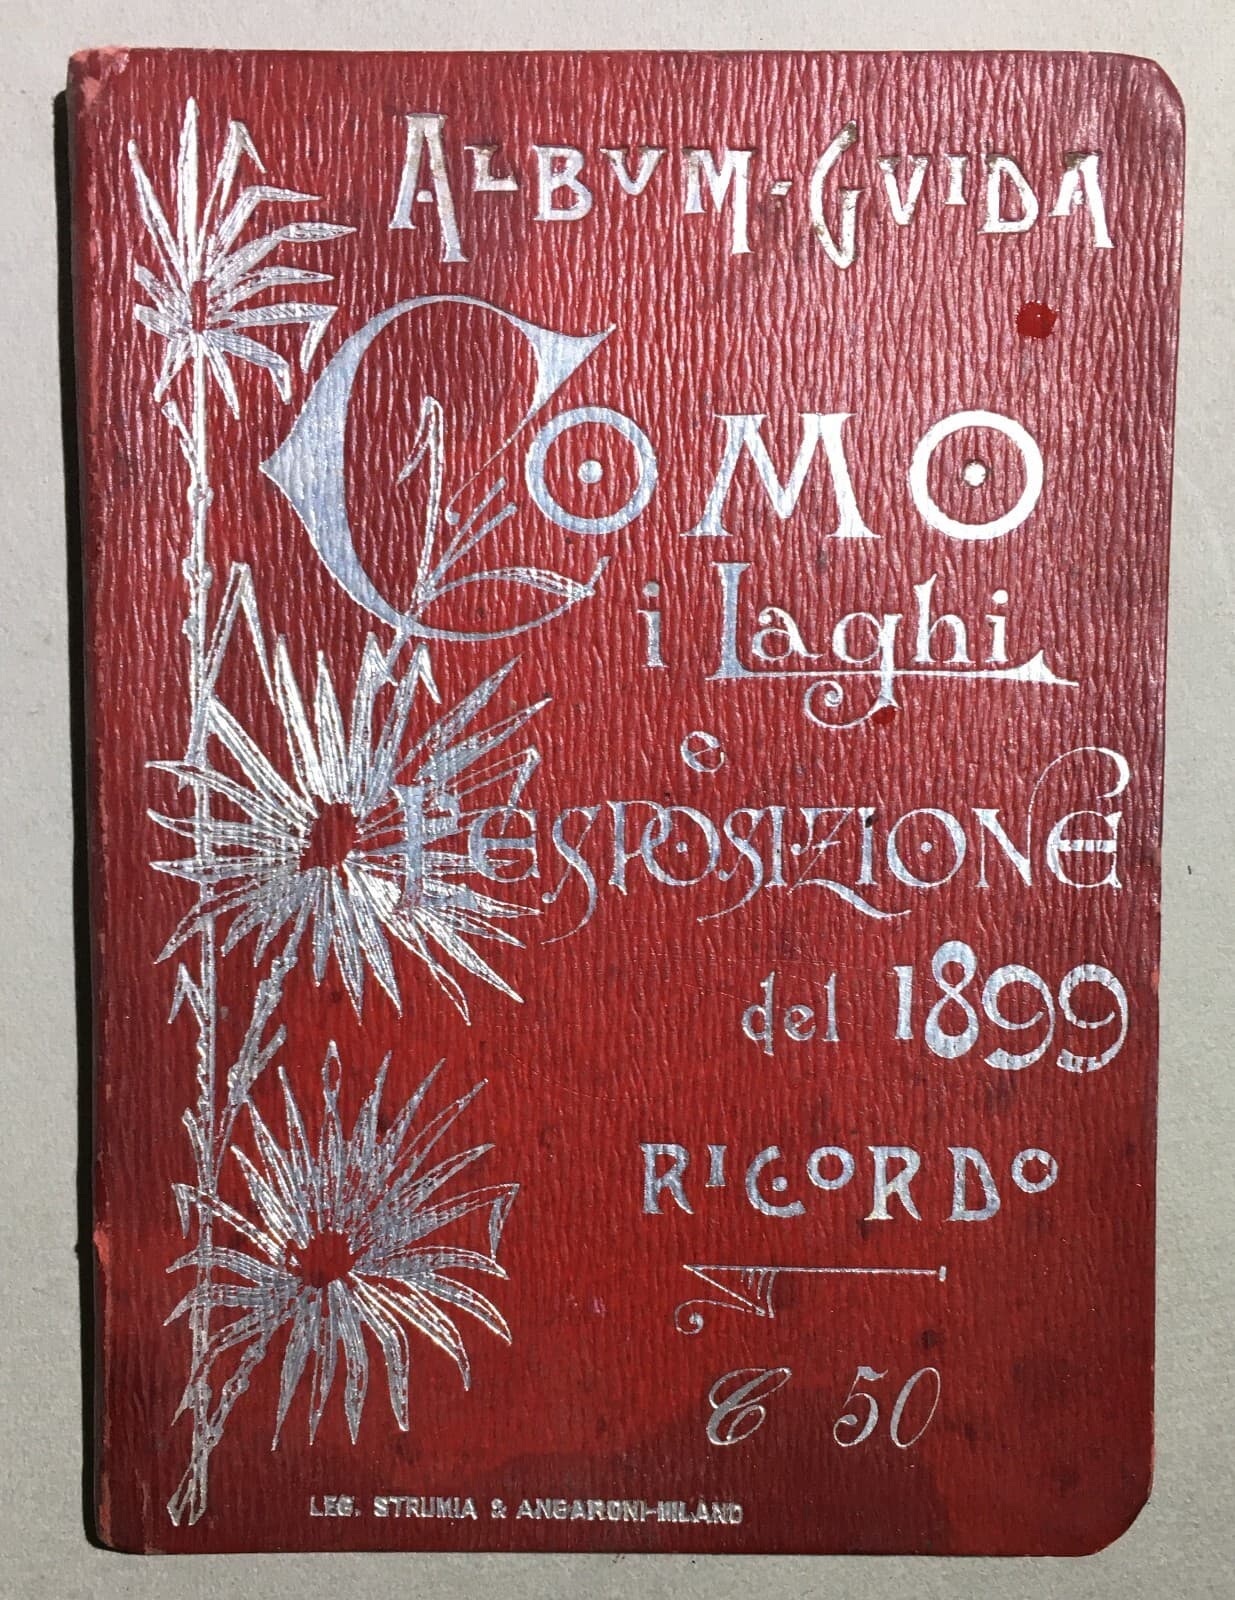 ALBUM-GUIDA
COMO
i Laghi
e
l'ESPOSIZIONE
del 1899
RICORDO
C 50
LEG. STRUMIA & ANGARONI-MILANO